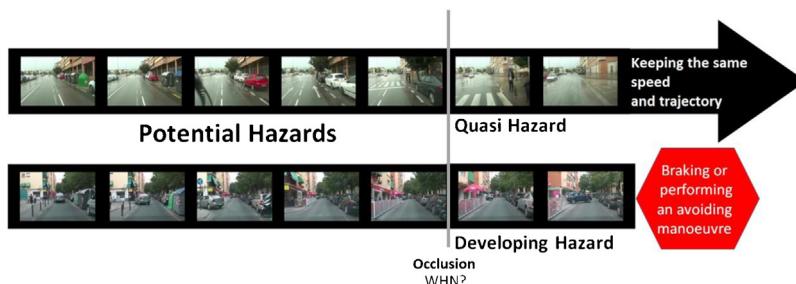 Keeping the same
speed
and trajectory
Potential Hazards
Quasi Hazard
Braking or
performing
an avoiding
manoeuvre
Developing Hazard
Occlusion
WHN?